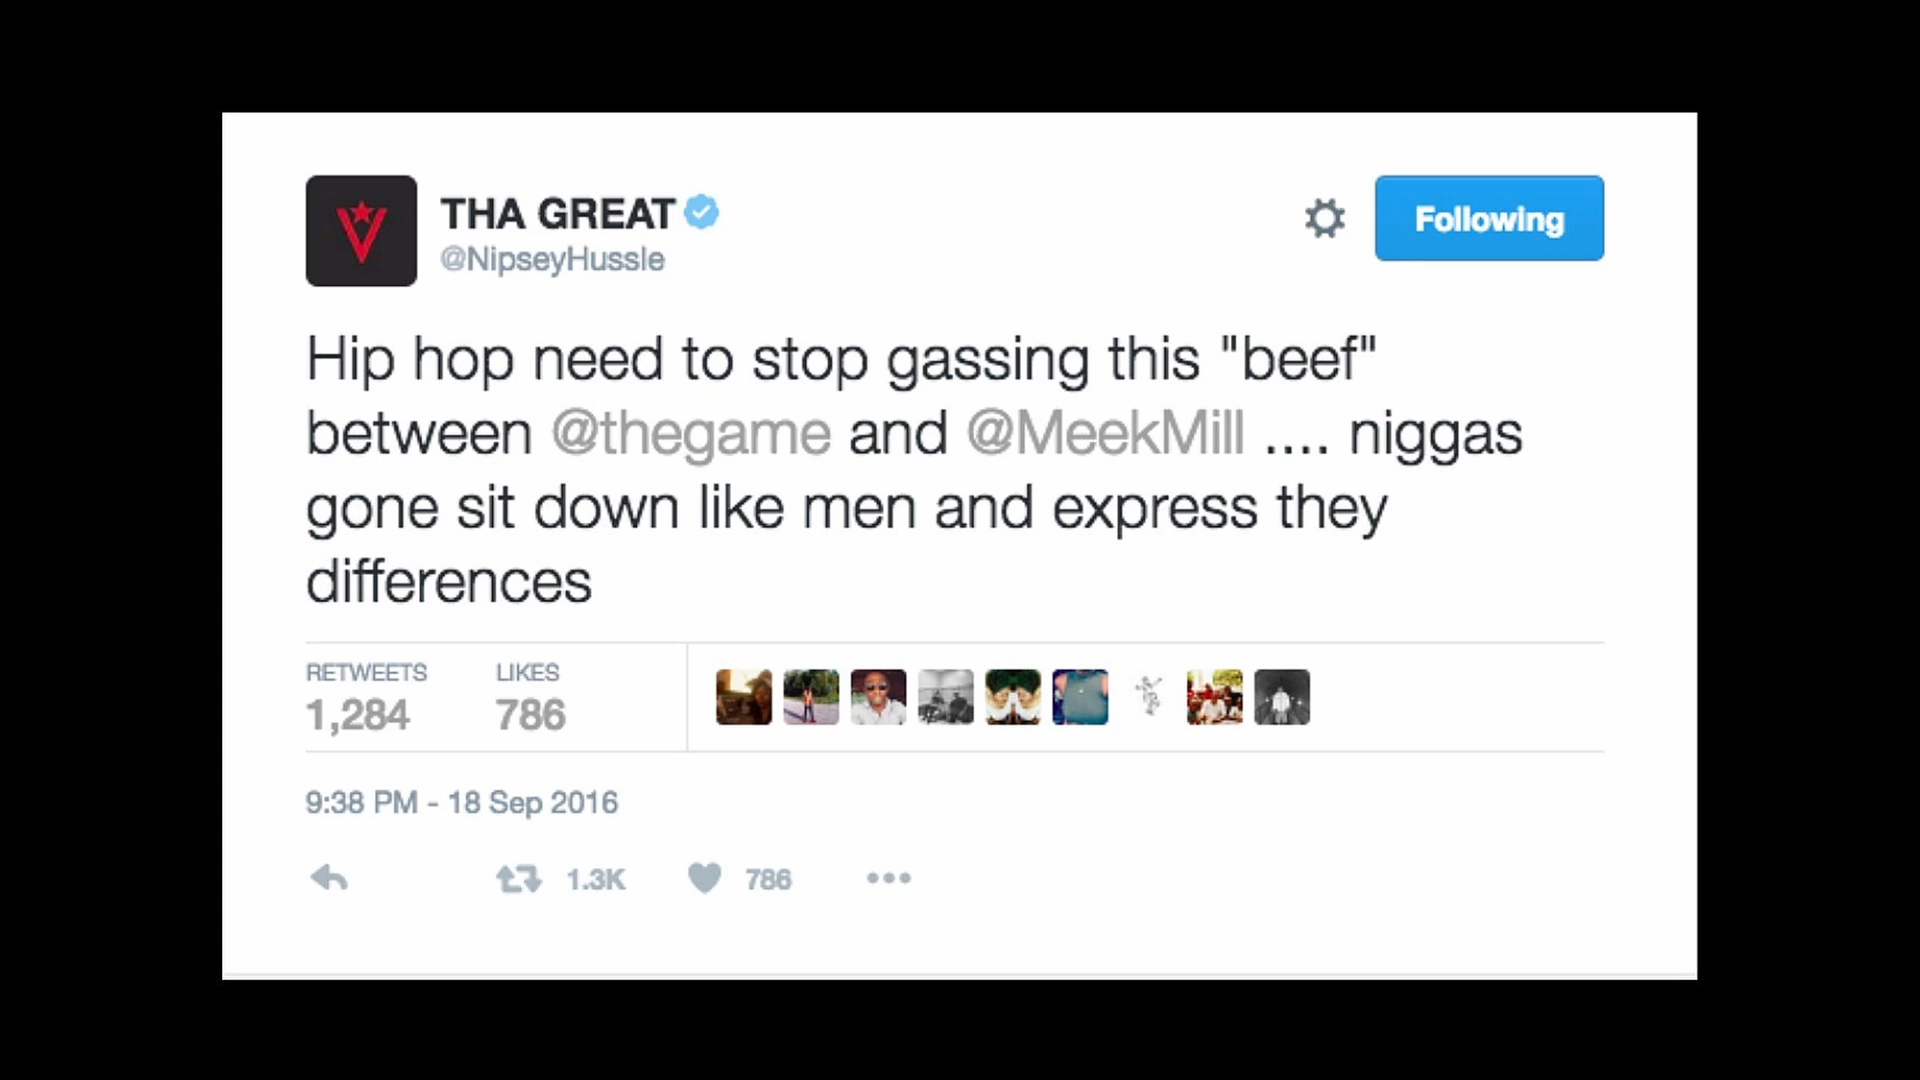 THA GREAT
@NipseyHussle
Following
Hip hop need to stop gassing this "beef"
between @thegame and @MeekMill .... niggas
gone sit down like men and express they
differences
RETWEETS LIKES
1,284 786
9:38 PM - 18 Sep 2016
1.3K 786